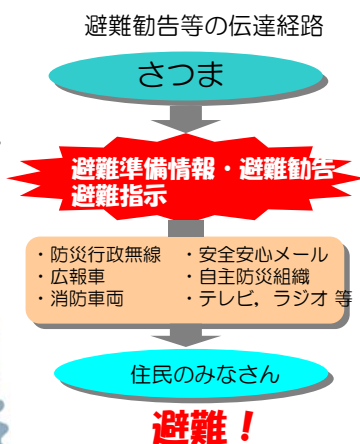 避難勧告等の伝達経路
さつま
避難準備情報・避難勧告
避難指示
・防災行政無線 ・安全安心メール
・広報車 ・自主防災組織
・消防車両 ・テレビ，ラジオ 等
住民のみなさん
避難！